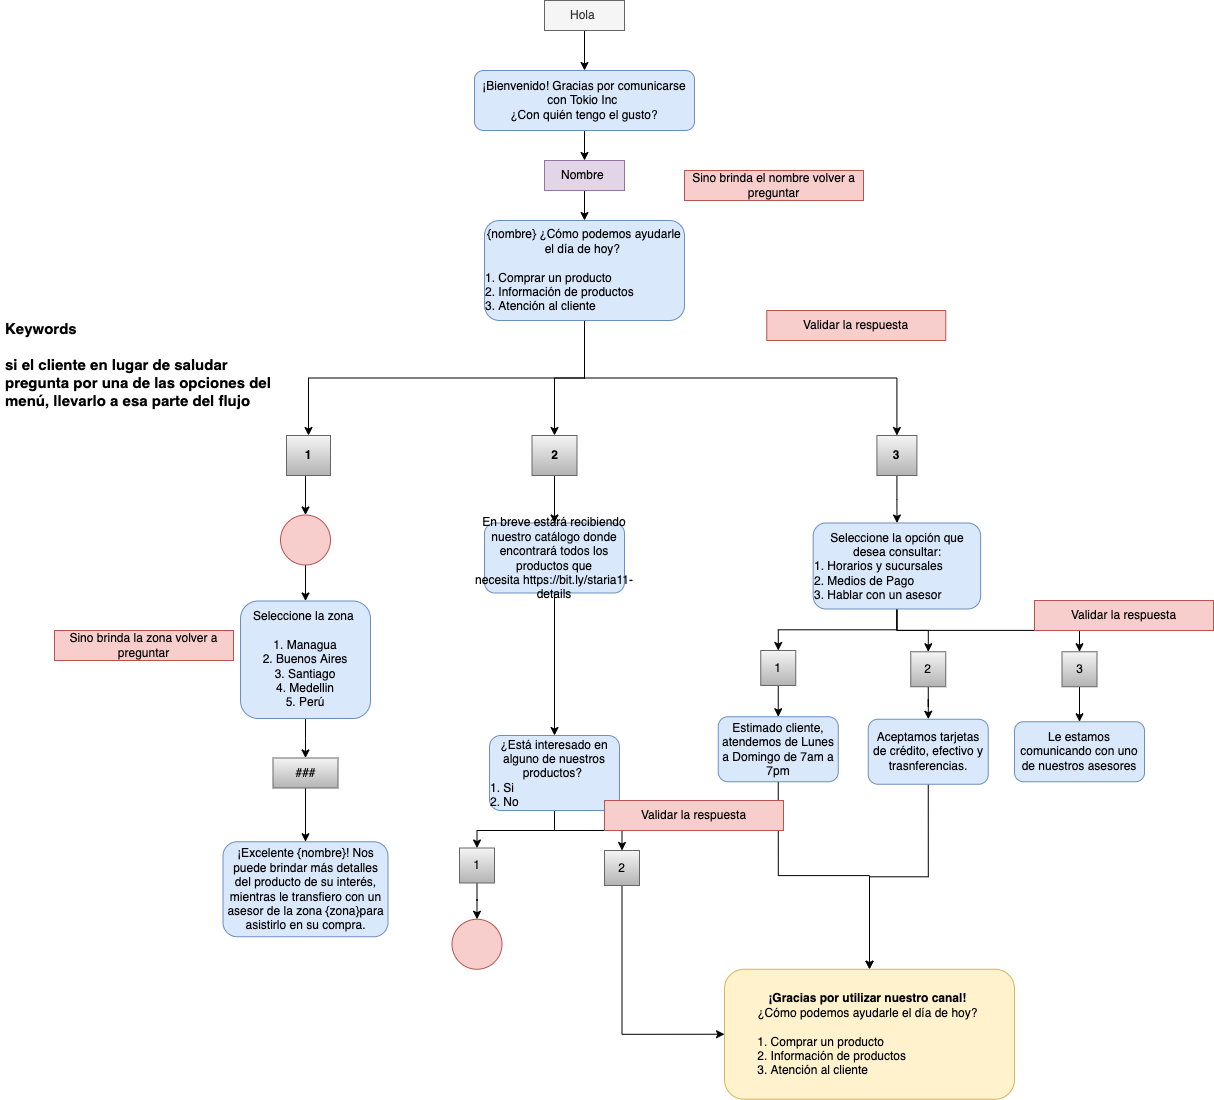 Hola
¡Bienvenido! Gracias por comunicarse
con Tokio Inc
¿Con quién tengo el gusto?
Nombre
Sino brinda el nombre volver a
preguntar
{nombre} ¿Cómo podemos ayudarle
el día de hoy?
1. Comprar un producto
2. Información de productos
3. Atención al cliente
Validar la respuesta
Keywords
si el cliente en lugar de saludar
pregunta por una de las opciones del
menú, llevarlo a esa parte del flujo
1
2
3
Seleccione la zona
1. Managua
2. Buenos Aires
3. Santiago
4. Medellin
5. Perú
Sino brinda la zona volver a
preguntar
###
¡Excelente {nombre}! Nos
puede brindar más detalles
del producto de su interés,
mientras le transfiero con un
asesor de la zona {zona}para
asistirlo en su compra.
En breve estará recibiendo
nuestro catálogo donde
encontrará todos los
productos que
necesita https://bit.ly/staria11-
details
¿Está interesado en
alguno de nuestros
productos?
1. Si
2. No
Validar la respuesta
1
2
Seleccione la opción que
desea consultar:
1. Horarios y sucursales
2. Medios de Pago
3. Hablar con un asesor
Validar la respuesta
1
2
3
Estimado cliente,
atendemos de Lunes
a Domingo de 7am a
7pm
Aceptamos tarjetas
de crédito, efectivo y
trasnferencias.
Le estamos
comunicando con uno
de nuestros asesores
¡Gracias por utilizar nuestro canal!
¿Cómo podemos ayudarle el día de hoy?
1. Comprar un producto
2. Información de productos
3. Atención al cliente